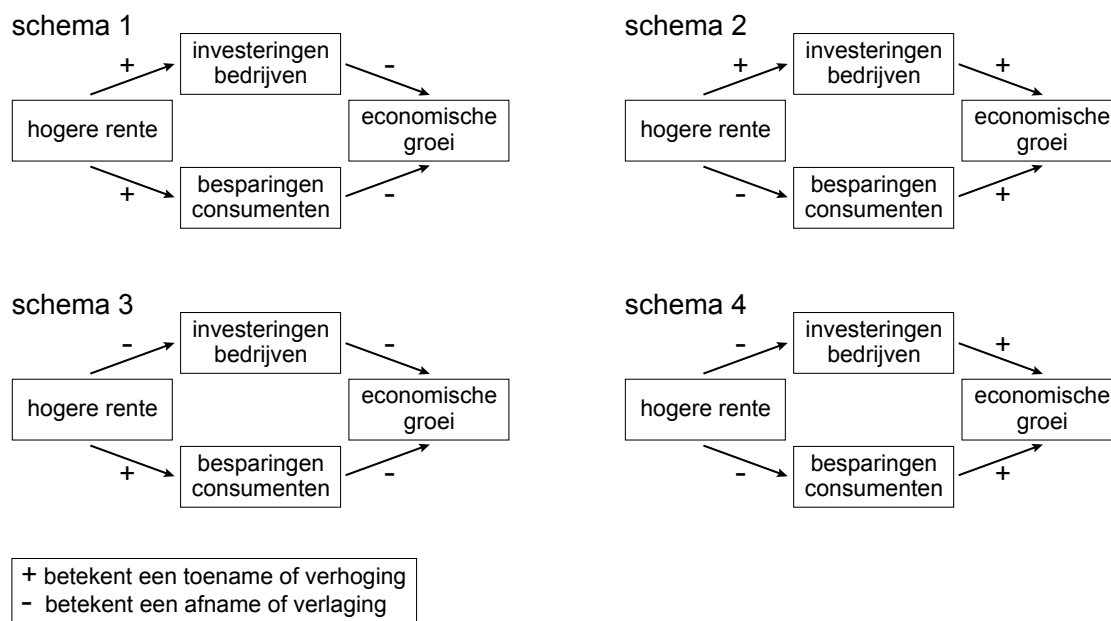 schema 1
+
investeringen
bedrijven
-
hogere rente
economische
groei
+
besparingen
consumenten
-
schema 2
+
investeringen
bedrijven
+
hogere rente
economische
groei
-
besparingen
consumenten
+
schema 3
-
investeringen
bedrijven
-
hogere rente
economische
groei
+
besparingen
consumenten
-
schema 4
-
investeringen
bedrijven
+
hogere rente
economische
groei
-
besparingen
consumenten
+
+ betekent een toename of verhoging
- betekent een afname of verlaging